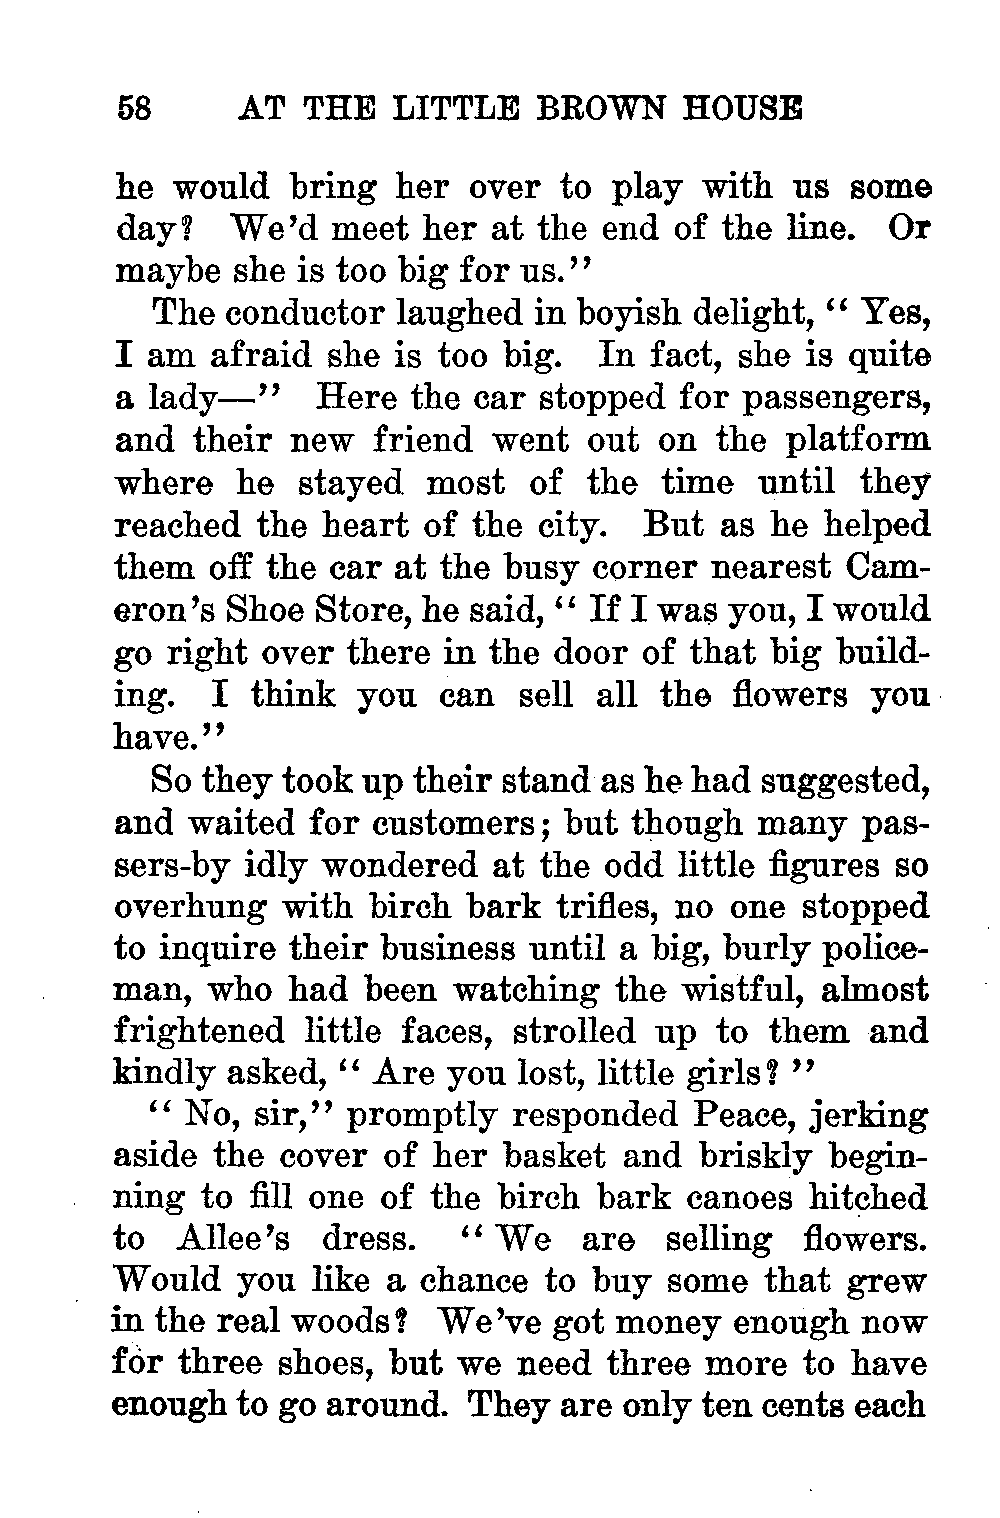 58 AT THE LITTLE BROWN HOUSE
he would bring her over to play with us some
day? We'd meet her at the end of the line. Or
maybe she is too big for us."
The conductor laughed in boyish delight, "Yes,
I am afraid she is too big. In fact, she is quite
a lady—" Here the car stopped for passengers,
and their new friend went out on the platform
where he stayed most of the time until they
reached the heart of the city. But as he helped
them off the car at the busy corner nearest Cam-
eron's Shoe Store, he said, "If I was you, I would
go right over there in the door of that big build-
ing. I think you can sell all the flowers you
have."
So they took up their stand as he had suggested,
and waited for customers; but though many pas-
sers-by idly wondered at the odd little figures so
overhung with birch bark trifles, no one stopped
to inquire their business until a big, burly police-
man, who had been watching the wistful, almost
frightened little faces, strolled up to them and
kindly asked, "Are you lost, little girls?"
"No, sir," promptly responded Peace, jerking
aside the cover of her basket and briskly begin-
ning to fill one of the birch bark canoes hitched
to Allee's dress. "We are selling flowers.
Would you like a chance to buy some that grew
in the real woods? We've got money enough now
for three shoes, but we need three more to have
enough to go around. They are only ten cents each